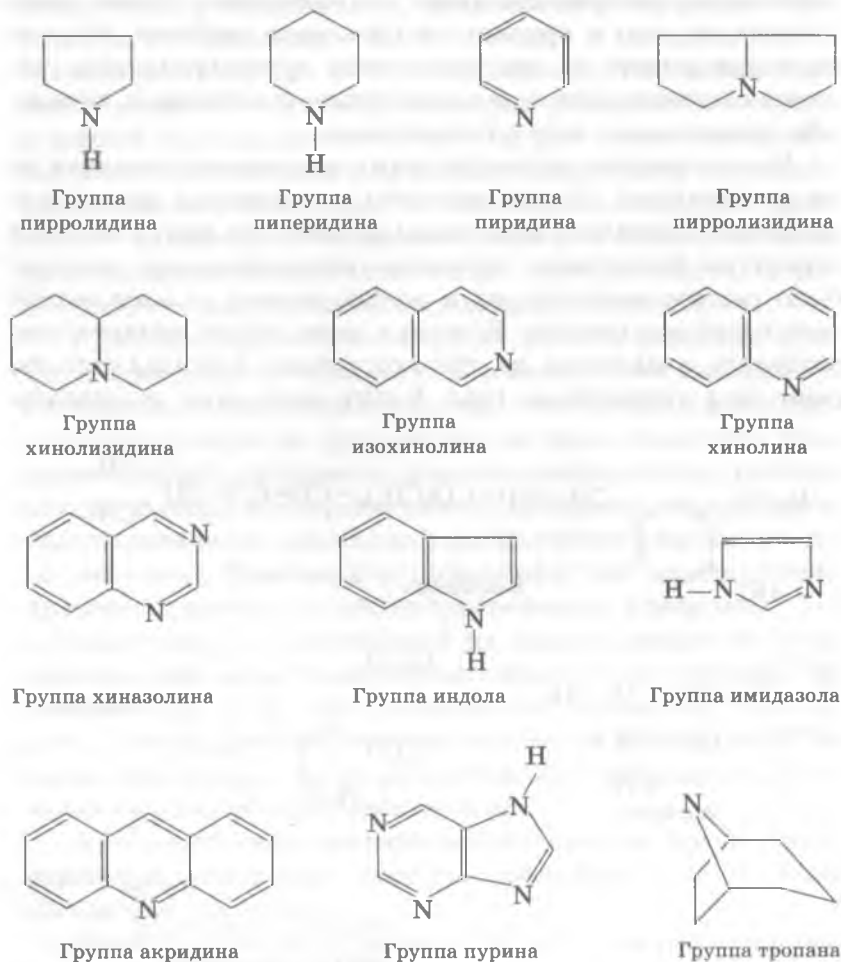 N
H
Группа
пирролидина
N
H
Группа
пиперидина
N
Группа
пиридина
N
Группа
пирролизидина
N
Группа
хинолизидина
N
Группа
изохинолина
N
Группа
хинолина
N
N
Группа хиназолина
N
H
Группа индола
H—N
N
Группа имидазола
N
Группа акридина
H
N
N
N
N
Группа пурина
N
Группа тропана